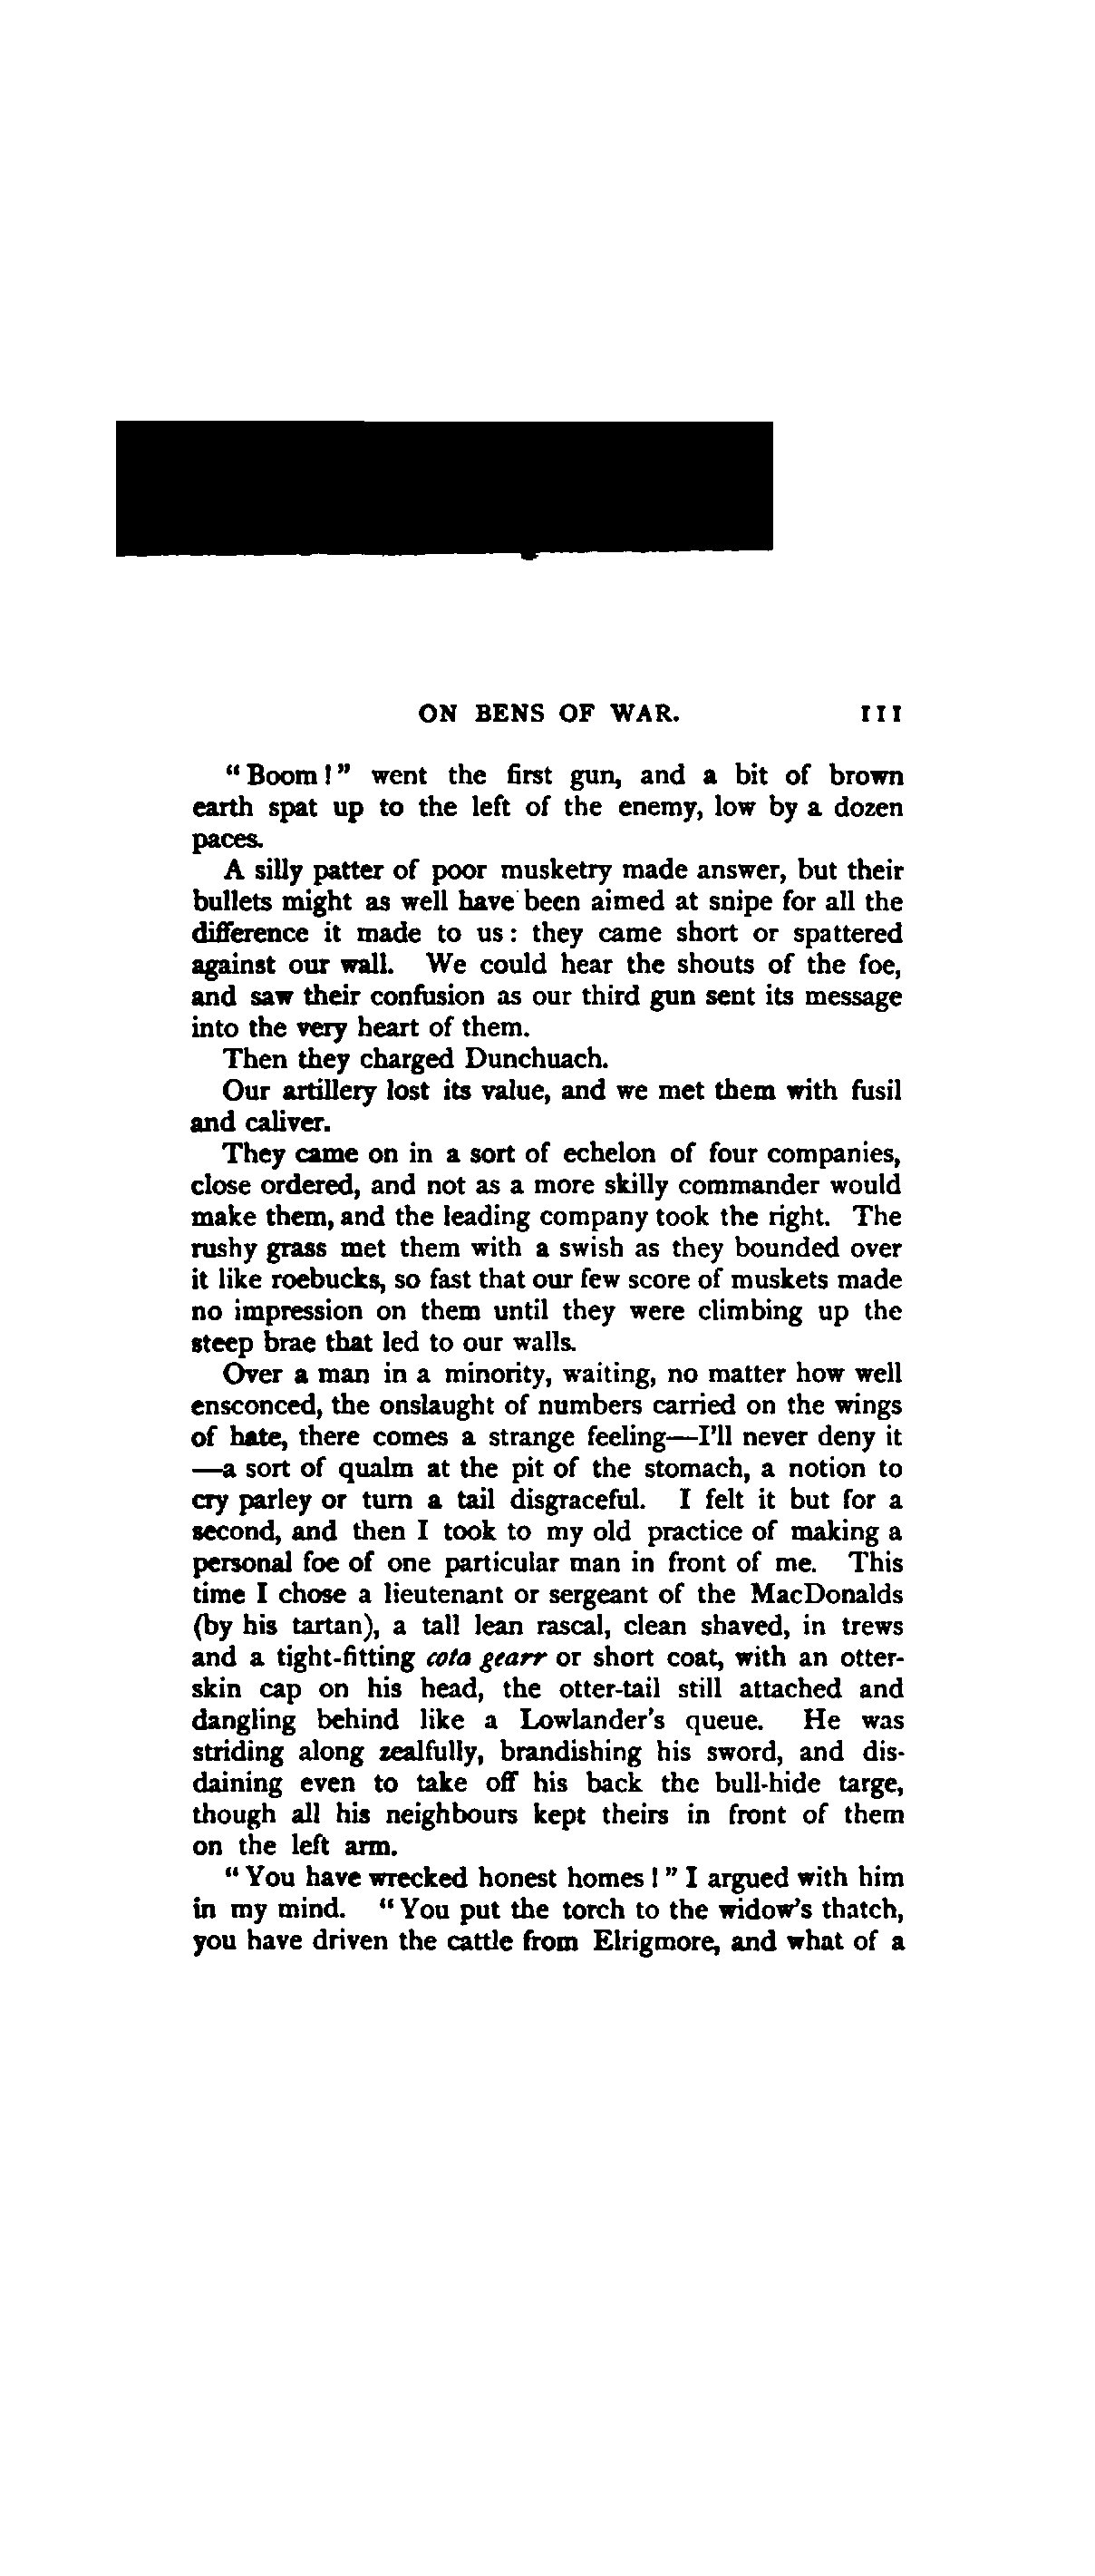 ON BENS OF WAR. 111
"Boom!" went the first gun, and a bit of brown
earth spat up to the left of the enemy, low by a dozen
paces.
A silly patter of poor musketry made answer, but their
bullets might as well have been aimed at snipe for all the
difference it made to us: they came short or spattered
against our wall. We could hear the shouts of the foe,
and saw their confusion as our third gun sent its message
into the very heart of them.
Then they charged Dunchuach.
Our artillery lost its value, and we met them with fusil
and caliver.
They came on in a sort of echelon of four companies,
close ordered, and not as a more skilly commander would
make them, and the leading company took the right. The
rushy grass met them with a swish as they bounded over
it like roebucks, so fast that our few score of muskets made
no impression on them until they were climbing up the
steep brae that led to our walls.
Over a man in a minority, waiting, no matter how well
ensconced, the onslaught of numbers carried on the wings
of hate, there comes a strange feeling—I'll never deny it
—a sort of qualm at the pit of the stomach, a notion to
cry parley or turn a tail disgraceful. I felt it but for a
second, and then I took to my old practice of making a
personal foe of one particular man in front of me. This
time I chose a lieutenant or sergeant of the MacDonalds
(by his tartan), a tall lean rascal, clean shaved, in trews
and a tight-fitting cota gearr or short coat, with an otter-
skin cap on his head, the otter-tail still attached and
dangling behind like a Lowlander's queue. He was
striding along zealfully, brandishing his sword, and dis-
daining even to take off his back the bull-hide targe,
though all his neighbours kept theirs in front of them
on the left arm.
"You have wrecked honest homes!" I argued with him
in my mind. "You put the torch to the widow's thatch,
you have driven the cattle from Elrigmore, and what of a